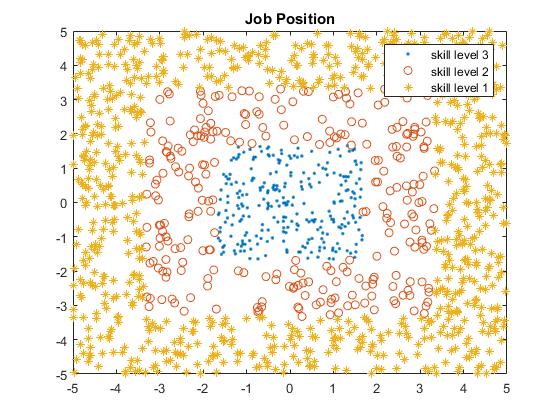 Job Position
5
4
3
2
1
0
-1
-2
-3
-4
-5
skill level 3
skill level 2
skill level 1
-5 -4 -3 -2 -1 0 1 2 3 4 5